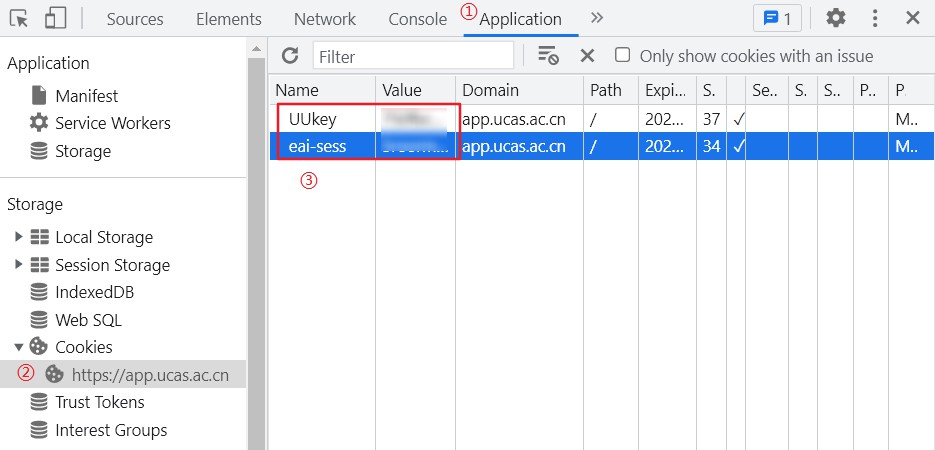 Sources Elements Network Console ① Application » 1
Application
Manifest
Service Workers
Storage
Storage
Local Storage
Session Storage
IndexedDB
Web SQL
Cookies
② https://app.ucas.ac.cn
Trust Tokens
Interest Groups
Filter Only show cookies with an issue
Name Value Domain Path Expi... S. Se.. S. S.. P.. P
UUkey app.ucas.ac.cn / 202... 37 ✓ M..
eai-sess app.ucas.ac.cn / 202... 34 ✓ M..
③